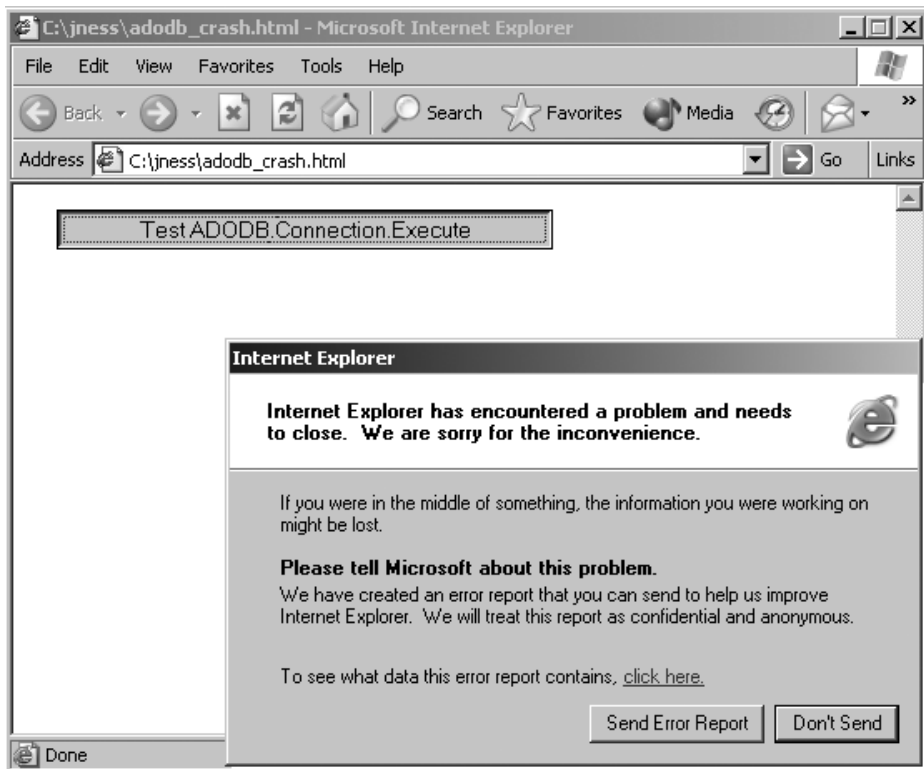 C:\jness\adodb_crash.html - Microsoft Internet Explorer
File Edit View Favorites Tools Help
Back Search Favorites Media »
Address C:\jness\adodb_crash.html Go Links
Test ADODB.Connection.Execute
Internet Explorer
Internet Explorer has encountered a problem and needs
to close. We are sorry for the inconvenience.
If you were in the middle of something, the information you were working on
might be lost.
Please tell Microsoft about this problem.
We have created an error report that you can send to help us improve
Internet Explorer. We will treat this report as confidential and anonymous.
To see what data this error report contains, click here.
Send Error Report Don't Send
Done